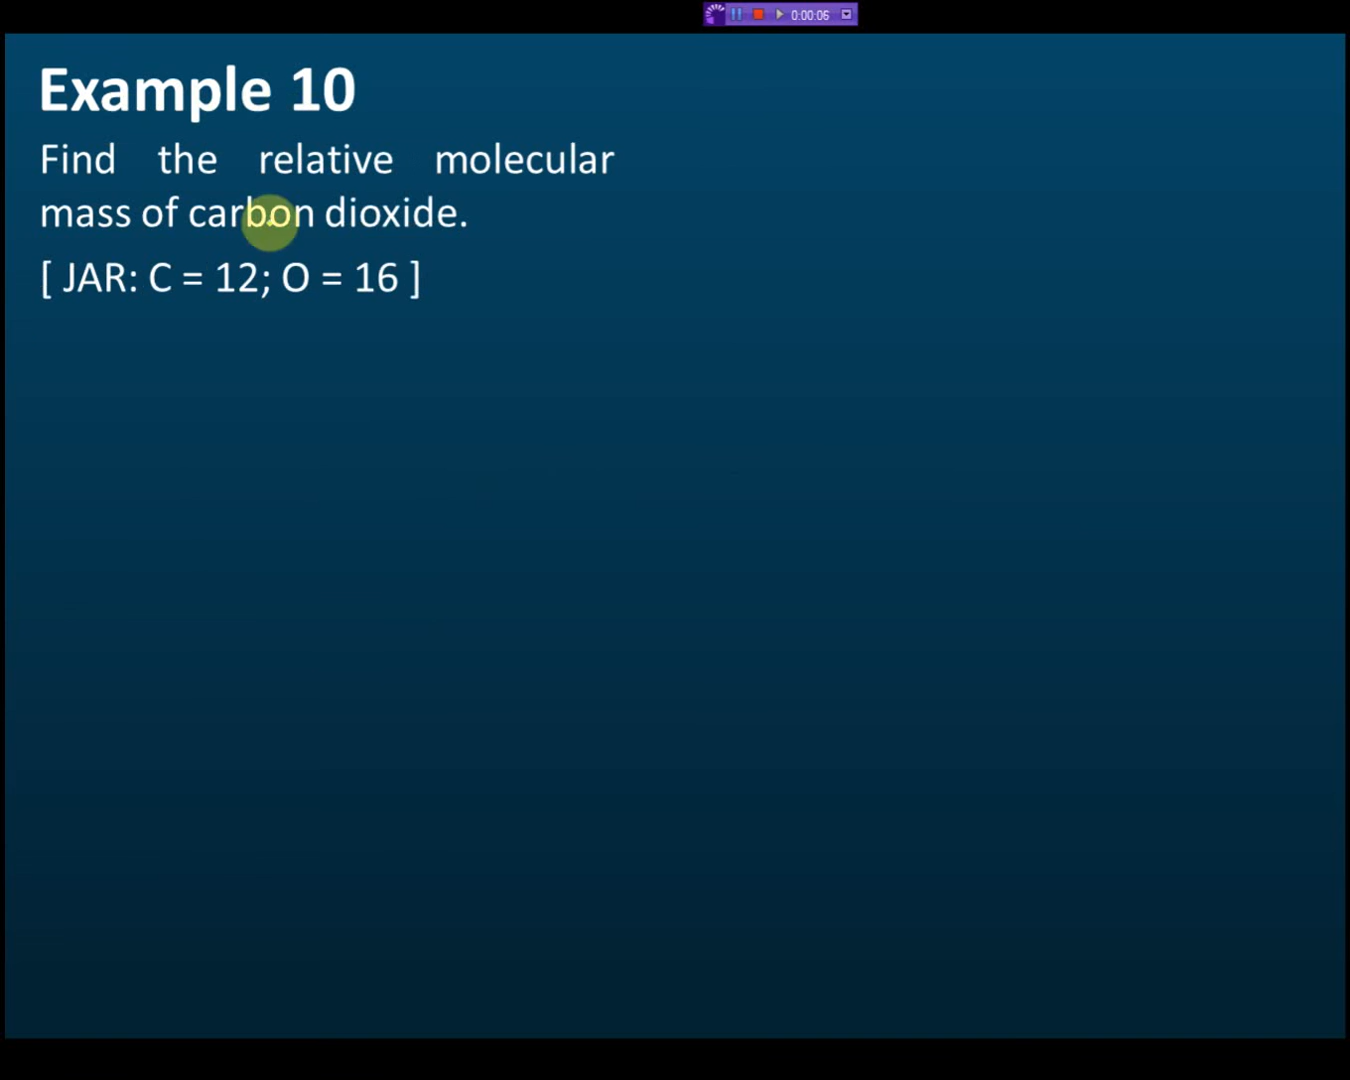 0:00:06
Example 10
Find the relative molecular
mass of carbon dioxide.
[ JAR: C = 12; O = 16 ]